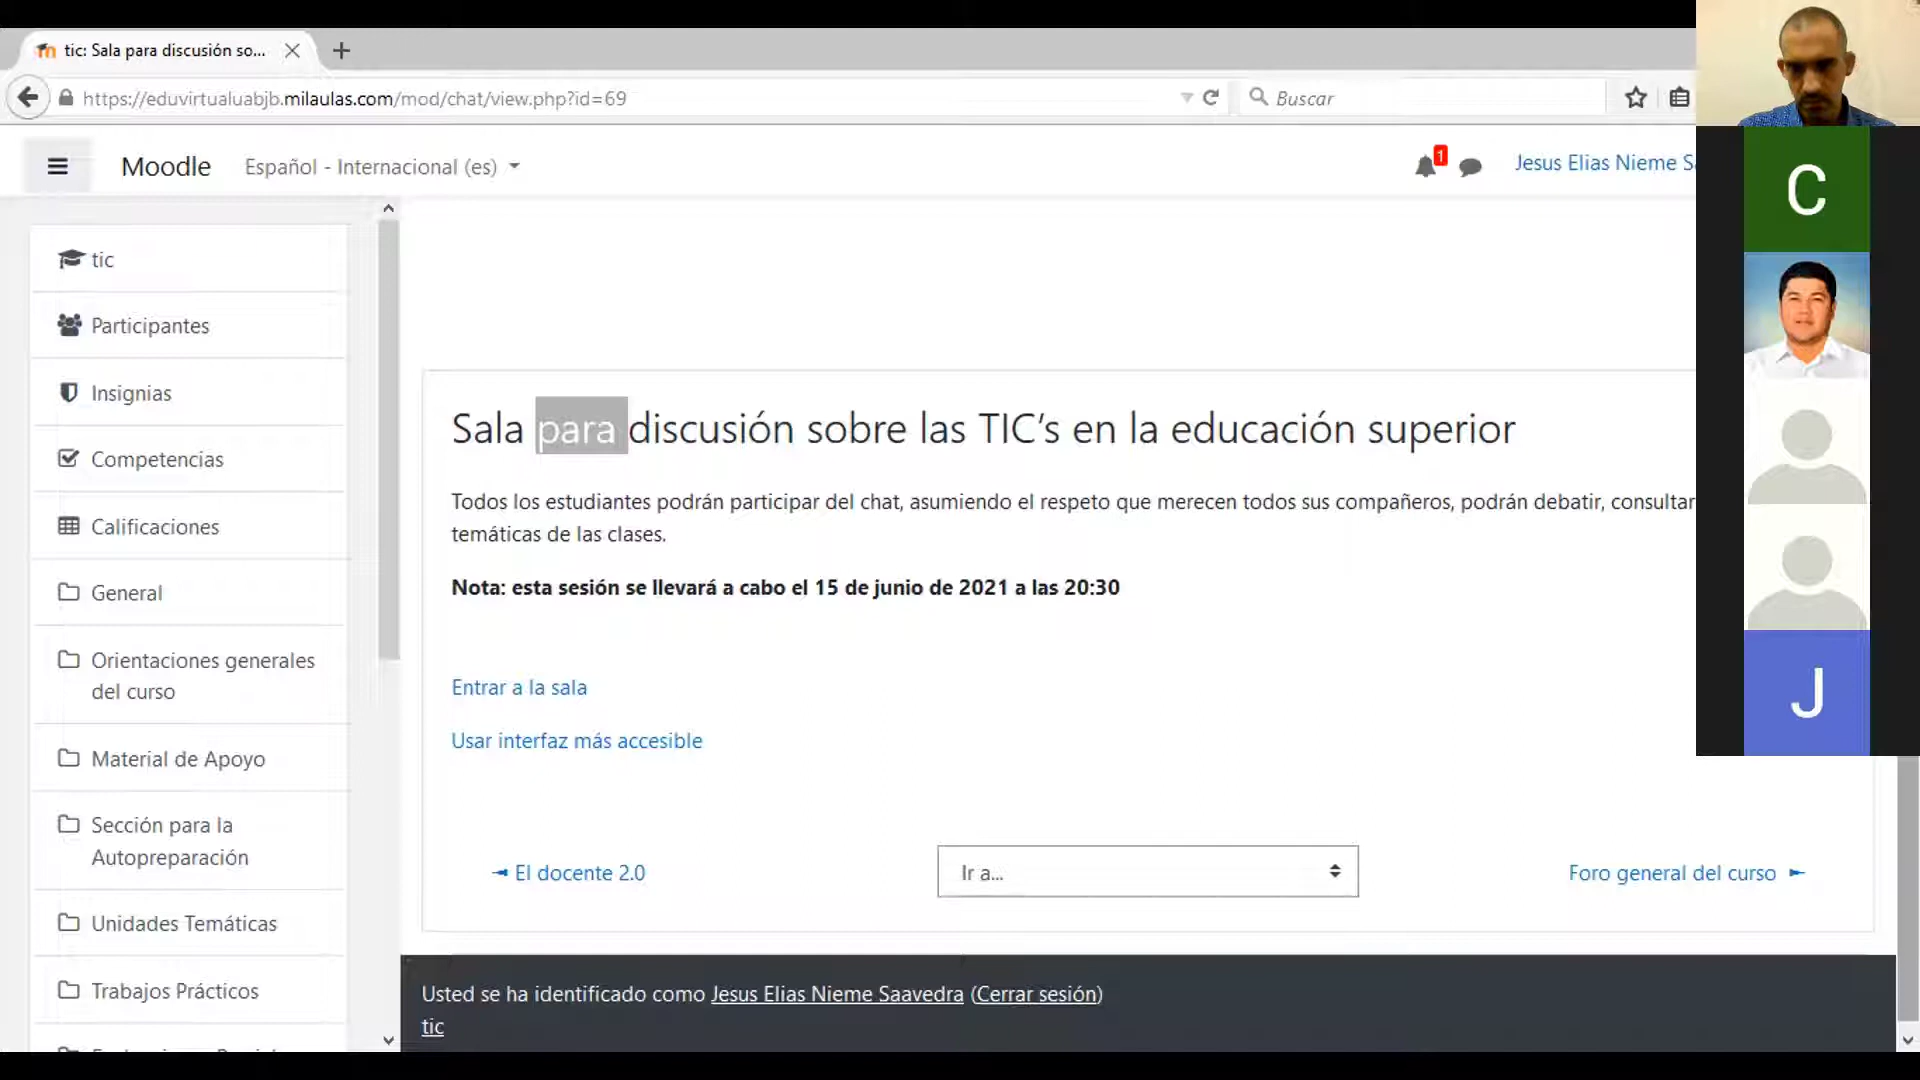 tic: Sala para discusión so...
https://eduvirtualuabjb.milaulas.com/mod/chat/view.php?id=69
Buscar
Moodle
Español - Internacional (es)
1
Jesus Elias Nieme S
tic
Participantes
Insignias
Competencias
Calificaciones
General
Orientaciones generales
del curso
Material de Apoyo
Sección para la
Autopreparación
Unidades Temáticas
Trabajos Prácticos
Sala para discusión sobre las TIC’s en la educación superior
Todos los estudiantes podrán participar del chat, asumiendo el respeto que merecen todos sus compañeros, podrán debatir, consultar
temáticas de las clases.
Nota: esta sesión se llevará a cabo el 15 de junio de 2021 a las 20:30
Entrar a la sala
Usar interfaz más accesible
◄ El docente 2.0
Ir a...
Foro general del curso ►
Usted se ha identificado como Jesus Elias Nieme Saavedra (Cerrar sesión)
tic
C
J